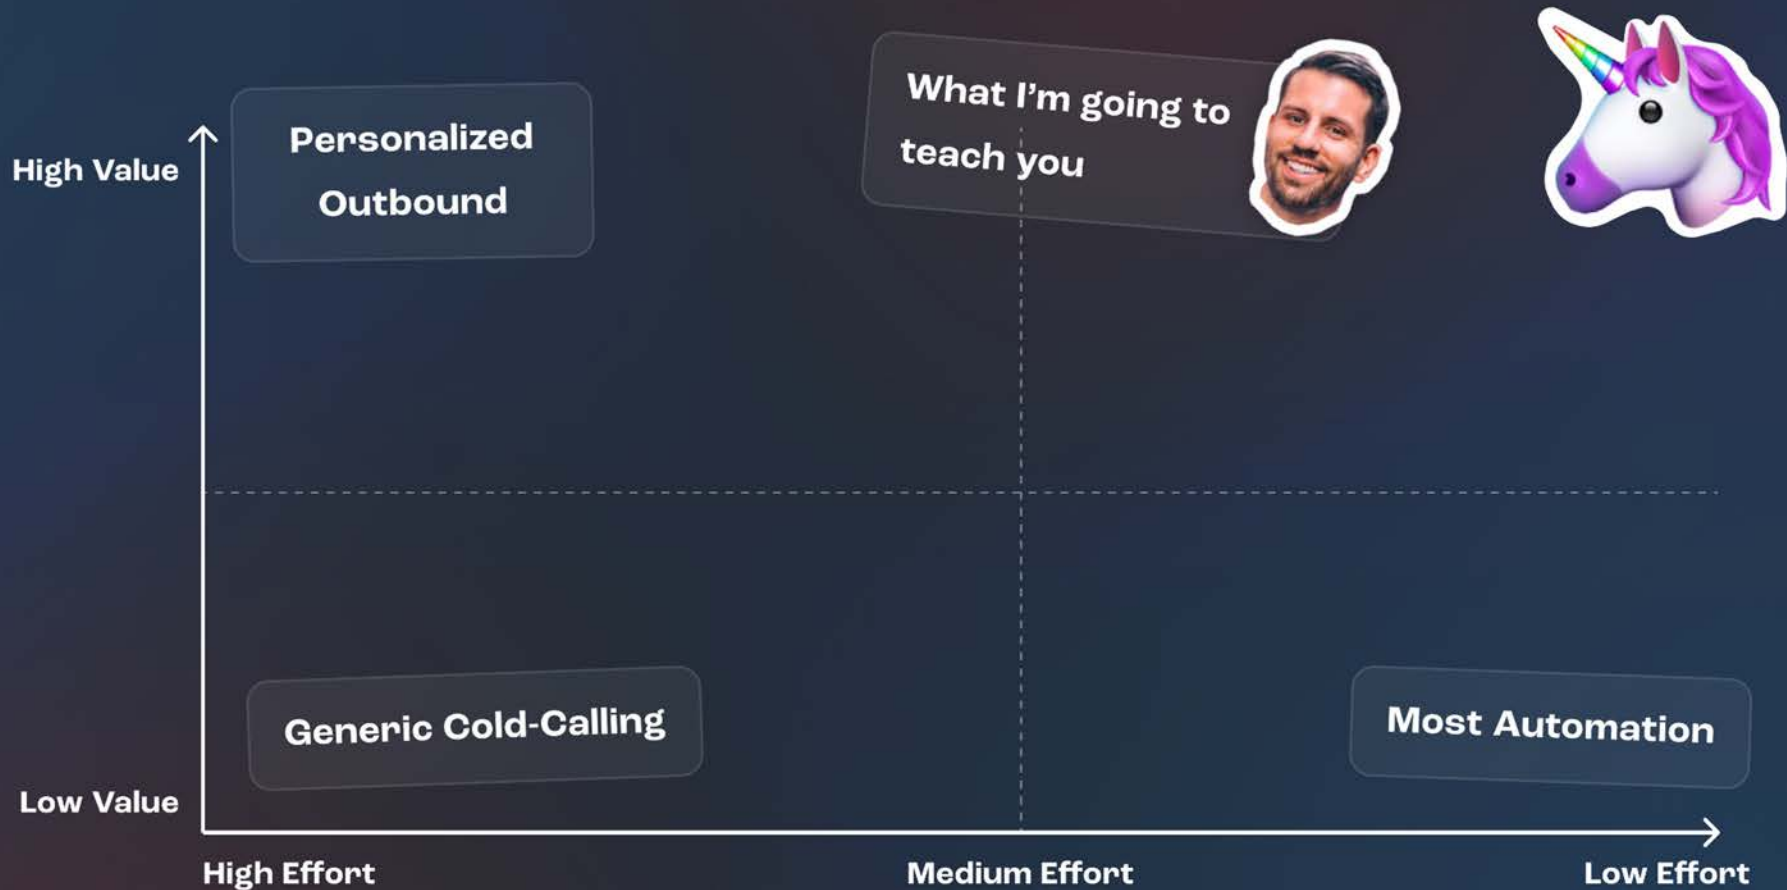 What I'm going to
teach you
Personalized
Outbound
High Value
Generic Cold-Calling
Most Automation
Low Value
High Effort
Medium Effort
Low Effort